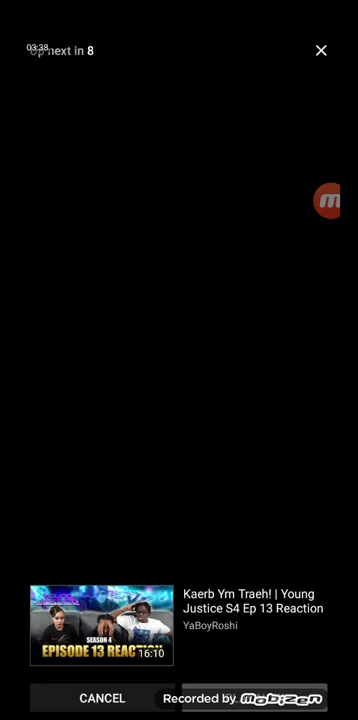 03:38
Up next in 8
Kaerb Ym Traeh! | Young
Justice S4 Ep 13 Reaction
YaBoyRoshi
SEASON 4
EPISODE 13 REACTION
16:10
CANCEL
Recorded by mobizen